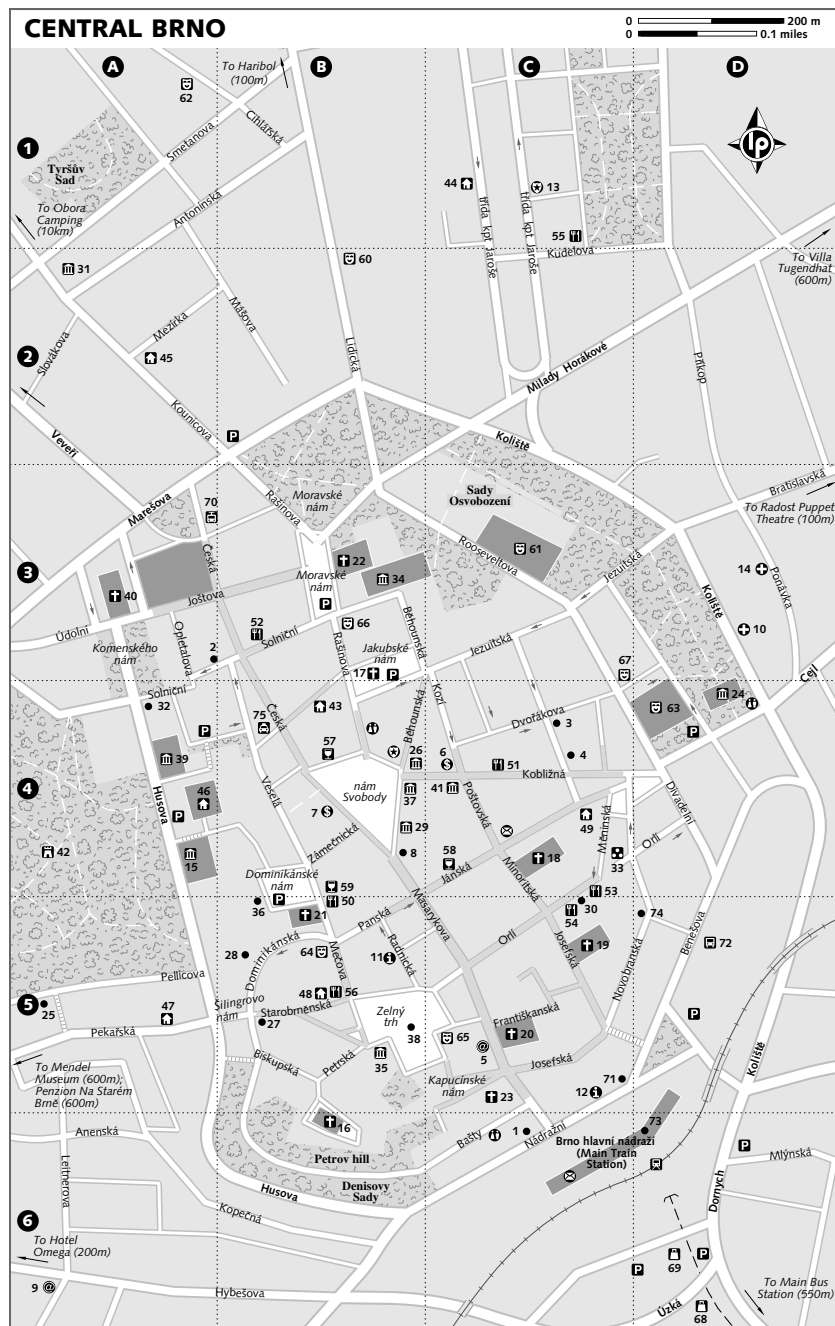 CENTRAL BRNO
0 200 m
0 0.1 miles
A
B
C
D
To Haribol
(100m)
62
Cihlářská
Smetanova
1
Tyršův
Sad
44
13
třída kpt Jaroše
třída kpt Jaroše
lp
To Obora
Camping
(10km)
Antonínská
55
Kudelova
31
60
To Villa
Tugendhat
(600m)
Mášova
Mezírka
Slovákova
2
45
Lidická
Milady Horákové
Příkop
Kounicova
Veveří
P
Koliště
Bratislavská
Sady
Osvobození
70
Moravské
nám
Marešova
Rašínova
To Radost Puppet
Theatre (100m)
Česká
Rooseveltova
61
3
22
34
Moravské
nám
14
Ponávka
Jezuitská
Koliště
40
Joštova
P
Údolní
52
66
Běhounská
10
Komenského
nám
Opletalova
Solniční
2
Rašínova
Jakubské
nám
Jezuitská
67
17
P
Kozí
Cejl
Solniční
32
24
63
43
Dvořákova
3
P
Česká
75
Běhounská
P
57
26
6
51
4
39
Kobližná
4
46
Veselá
nám
Svobody
37
41
Poštovská
Divadelní
Husova
P
7
49
Měnínská
Zámečnická
29
Orlí
42
15
8
58
18
33
Jánská
Minoritská
Dominikánské
nám
59
53
P
50
36
21
30
54
74
Panská
Masarykova
Benešova
28
Dominikánská
64
Mečova
11
Radnická
Orlí
19
72
Josefská
Pellicova
Novobranská
5
25
47
Šilingrovo
nám
48
56
Zelný
trh
Františkánská
P
Starobrněnská
Pekařská
27
38
65
20
5
Koliště
Biskupská
Petrská
35
Josefská
To Mendel
Museum (600m);
Penzion Na Starém
Brně (600m)
Kapucínské
nám
71
12
23
16
73
Anenská
Bašty
1
Nádražní
Brno hlavní nádraží
(Main Train
Station)
P
Petrov hill
Mlýnská
Leitnerova
Denisovy
Sady
Husova
Dornych
Kopečná
6
To Hotel
Omega (200m)
69
P
P
9
Hybešova
To Main Bus
Station (550m)
Úzká
68